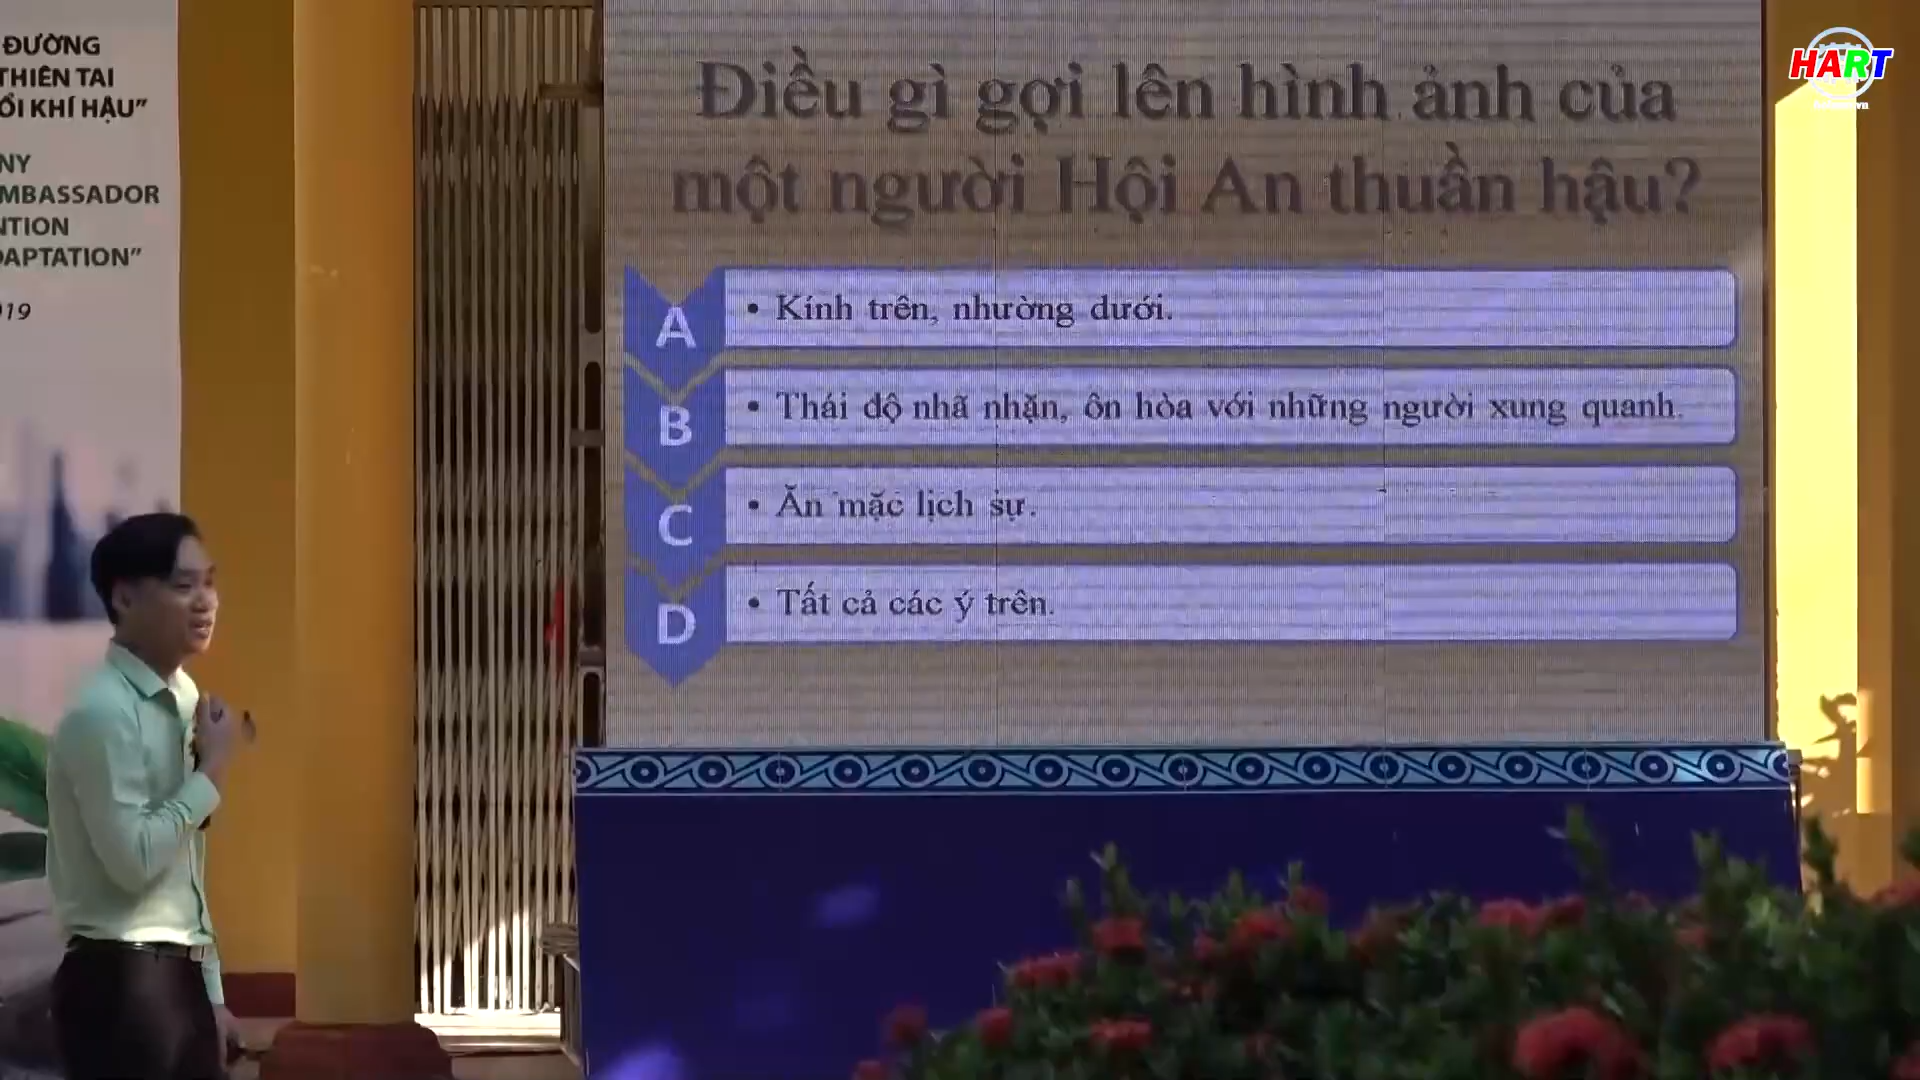 ĐƯỜNG
THIÊN TAI
ỔI KHÍ HẬU”
NY
MBASSADOR
NTION
DAPTATION”
019
HART
Điều gì gợi lên hình ảnh của
một người Hội An thuần hậu?
A
• Kính trên, nhường dưới.
B
• Thái độ nhã nhặn, ôn hòa với những người xung quanh.
C
• Ăn mặc lịch sự.
D
• Tất cả các ý trên.